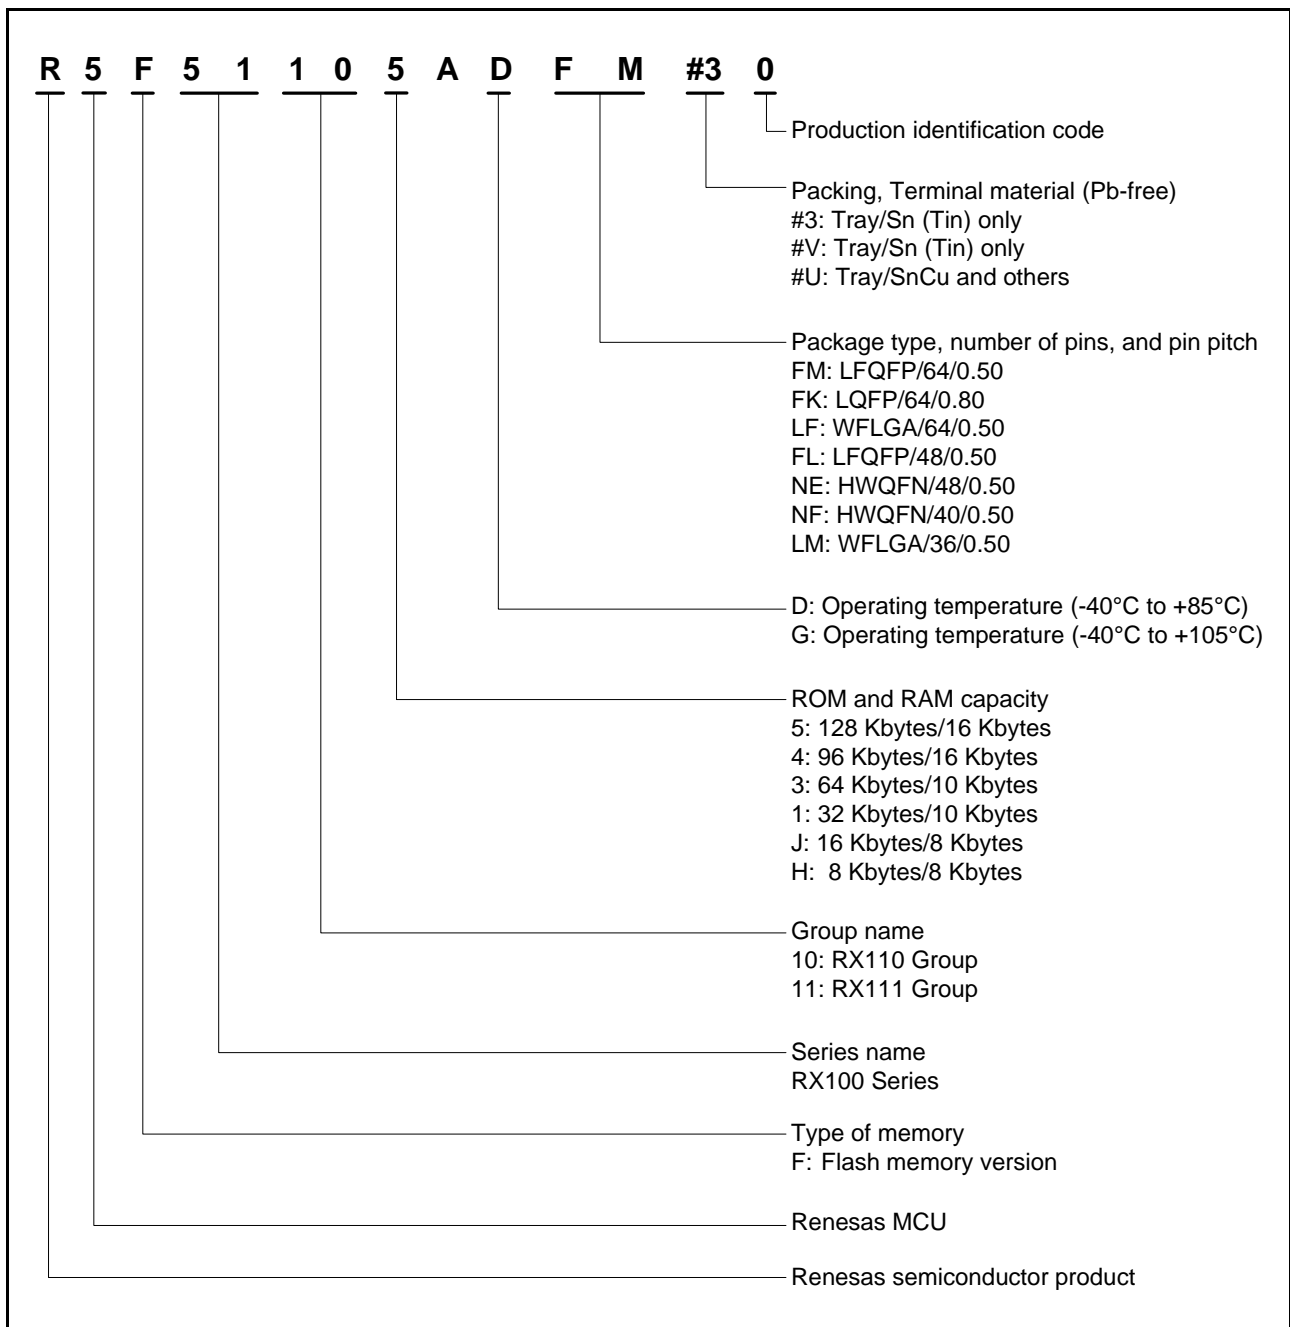 R 5 F 5 1 1 0 5 A D F M #3 0
Production identification code
Packing, Terminal material (Pb-free)
#3: Tray/Sn (Tin) only
#V: Tray/Sn (Tin) only
#U: Tray/SnCu and others
Package type, number of pins, and pin pitch
FM: LFQFP/64/0.50
FK: LQFP/64/0.80
LF: WFLGA/64/0.50
FL: LFQFP/48/0.50
NE: HWQFN/48/0.50
NF: HWQFN/40/0.50
LM: WFLGA/36/0.50
D: Operating temperature (-40°C to +85°C)
G: Operating temperature (-40°C to +105°C)
ROM and RAM capacity
5: 128 Kbytes/16 Kbytes
4: 96 Kbytes/16 Kbytes
3: 64 Kbytes/10 Kbytes
1: 32 Kbytes/10 Kbytes
J: 16 Kbytes/8 Kbytes
H: 8 Kbytes/8 Kbytes
Group name
10: RX110 Group
11: RX111 Group
Series name
RX100 Series
Type of memory
F: Flash memory version
Renesas MCU
Renesas semiconductor product